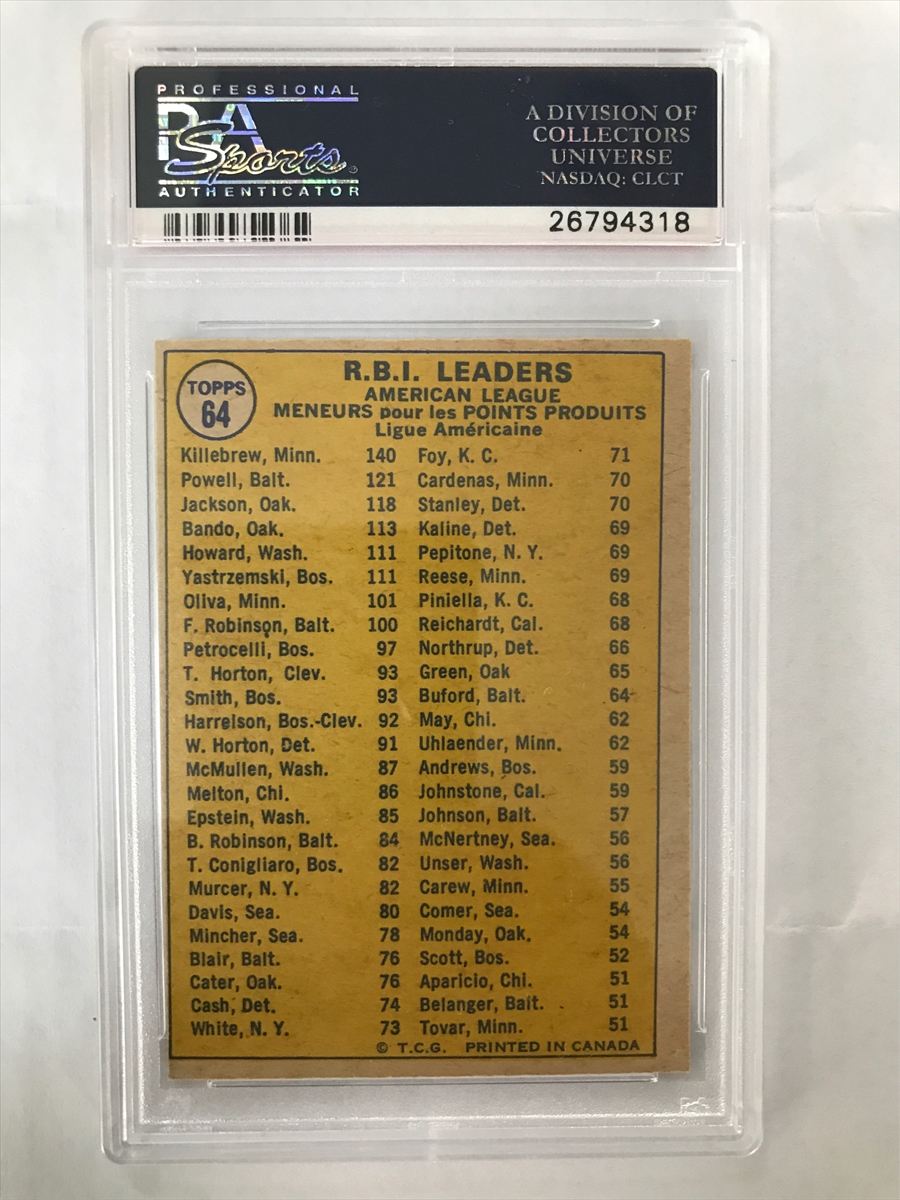 PROFESSIONAL
PSA
Sports
AUTHENTICATOR
A DIVISION OF
COLLECTORS
UNIVERSE
NASDAQ: CLCT
26794318
TOPPS
64
R.B.I. LEADERS
AMERICAN LEAGUE
MENEURS pour les POINTS PRODUITS
Ligue Américaine
Killebrew, Minn. 140 Foy, K. C. 71
Powell, Balt. 121 Cardenas, Minn. 70
Jackson, Oak. 118 Stanley, Det. 70
Bando, Oak. 113 Kaline, Det. 69
Howard, Wash. 111 Pepitone, N. Y. 69
Yastrzemski, Bos. 111 Reese, Minn. 69
Oliva, Minn. 101 Piniella, K. C. 68
F. Robinson, Balt. 100 Reichardt, Cal. 68
Petrocelli, Bos. 97 Northrup, Det. 66
T. Horton, Clev. 93 Green, Oak 65
Smith, Bos. 93 Buford, Balt. 64
Harrelson, Bos.-Clev. 92 May, Chi. 62
W. Horton, Det. 91 Uhlaender, Minn. 62
McMullen, Wash. 87 Andrews, Bos. 59
Melton, Chi. 86 Johnstone, Cal. 59
Epstein, Wash. 85 Johnson, Balt. 57
B. Robinson, Balt. 84 McNertney, Sea. 56
T. Conigliaro, Bos. 82 Unser, Wash. 56
Murcer, N. Y. 82 Carew, Minn. 55
Davis, Sea. 80 Comer, Sea. 54
Mincher, Sea. 78 Monday, Oak. 54
Blair, Balt. 76 Scott, Bos. 52
Cater, Oak. 76 Aparicio, Chi. 51
Cash, Det. 74 Belanger, Balt. 51
White, N. Y. 73 Tovar, Minn. 51
© T.C.G. PRINTED IN CANADA